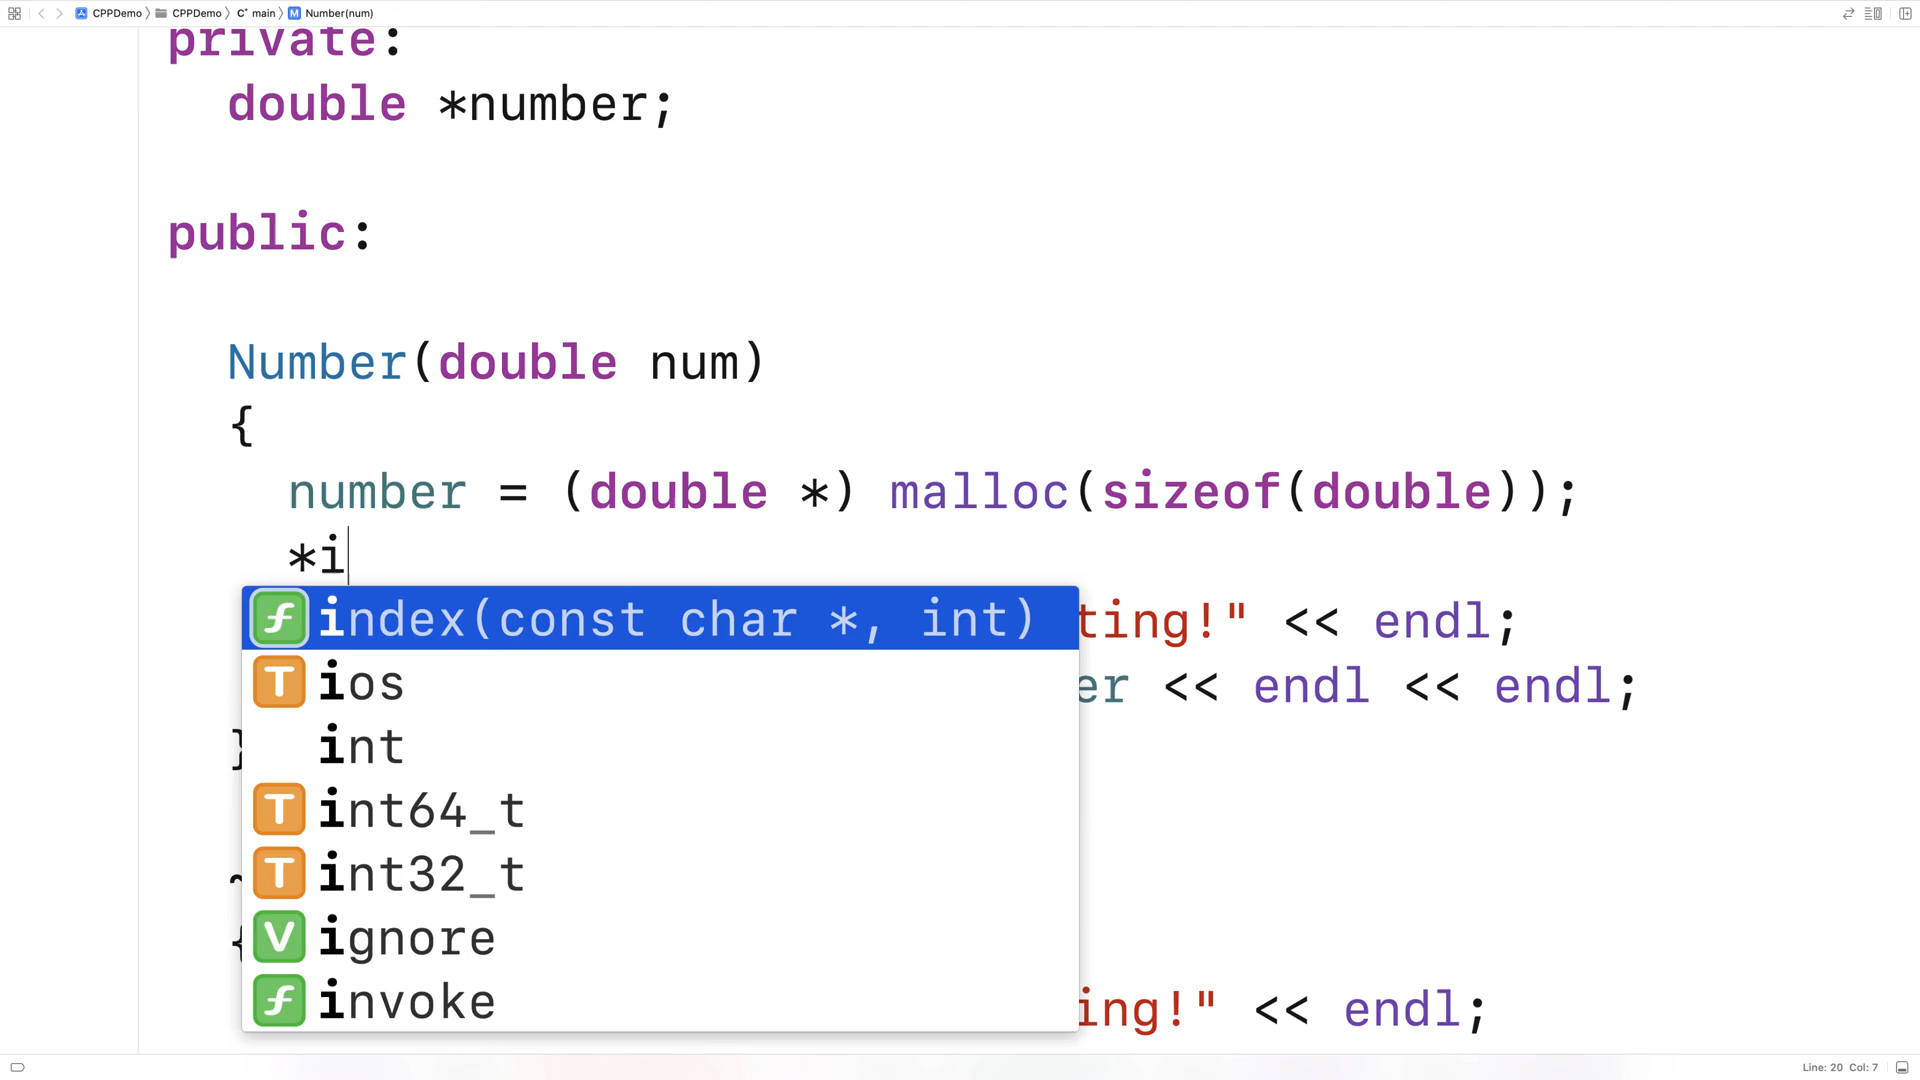 CPPDemo 〉 CPPDemo 〉 C⁺ main 〉 M Number(num)
private:
double *number;
public:
Number(double num)
{
number = (double *) malloc(sizeof(double));
*i
f index(const char *, int) ting!" << endl;
T ios er << endl << endl;
} int
T int64_t
~ T int32_t
{ V ignore
f invoke ing!" << endl;
Line: 20 Col: 7